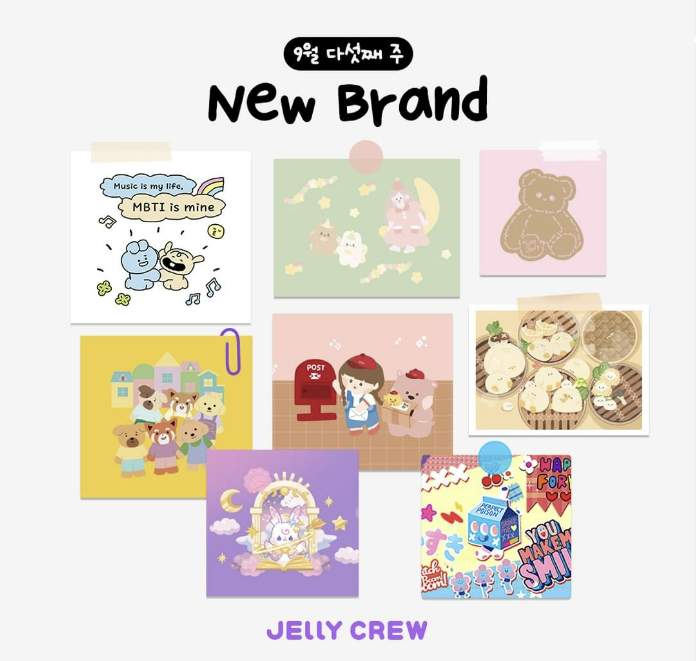 9월 다섯째 주
New Brand
Music is my life,
MBTI is mine
POST
PERFECT
POISON
すき
HAP
FOR
YOU
MAKE M
SMI
JELLY CREW